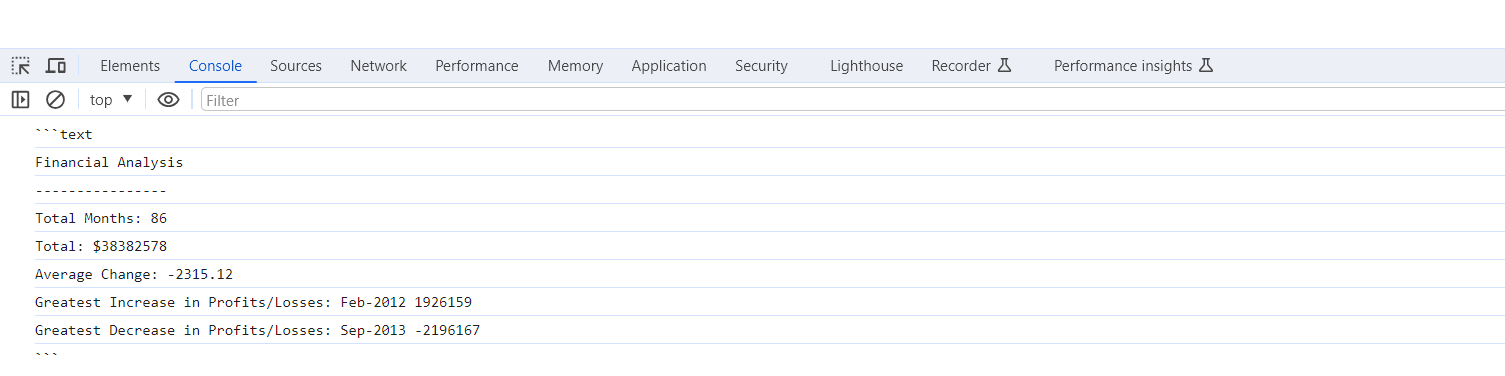 Elements Console Sources Network Performance Memory Application Security Lighthouse Recorder Performance insights
top Filter
```text
Financial Analysis
----------------
Total Months: 86
Total: $38382578
Average Change: -2315.12
Greatest Increase in Profits/Losses: Feb-2012 1926159
Greatest Decrease in Profits/Losses: Sep-2013 -2196167
```